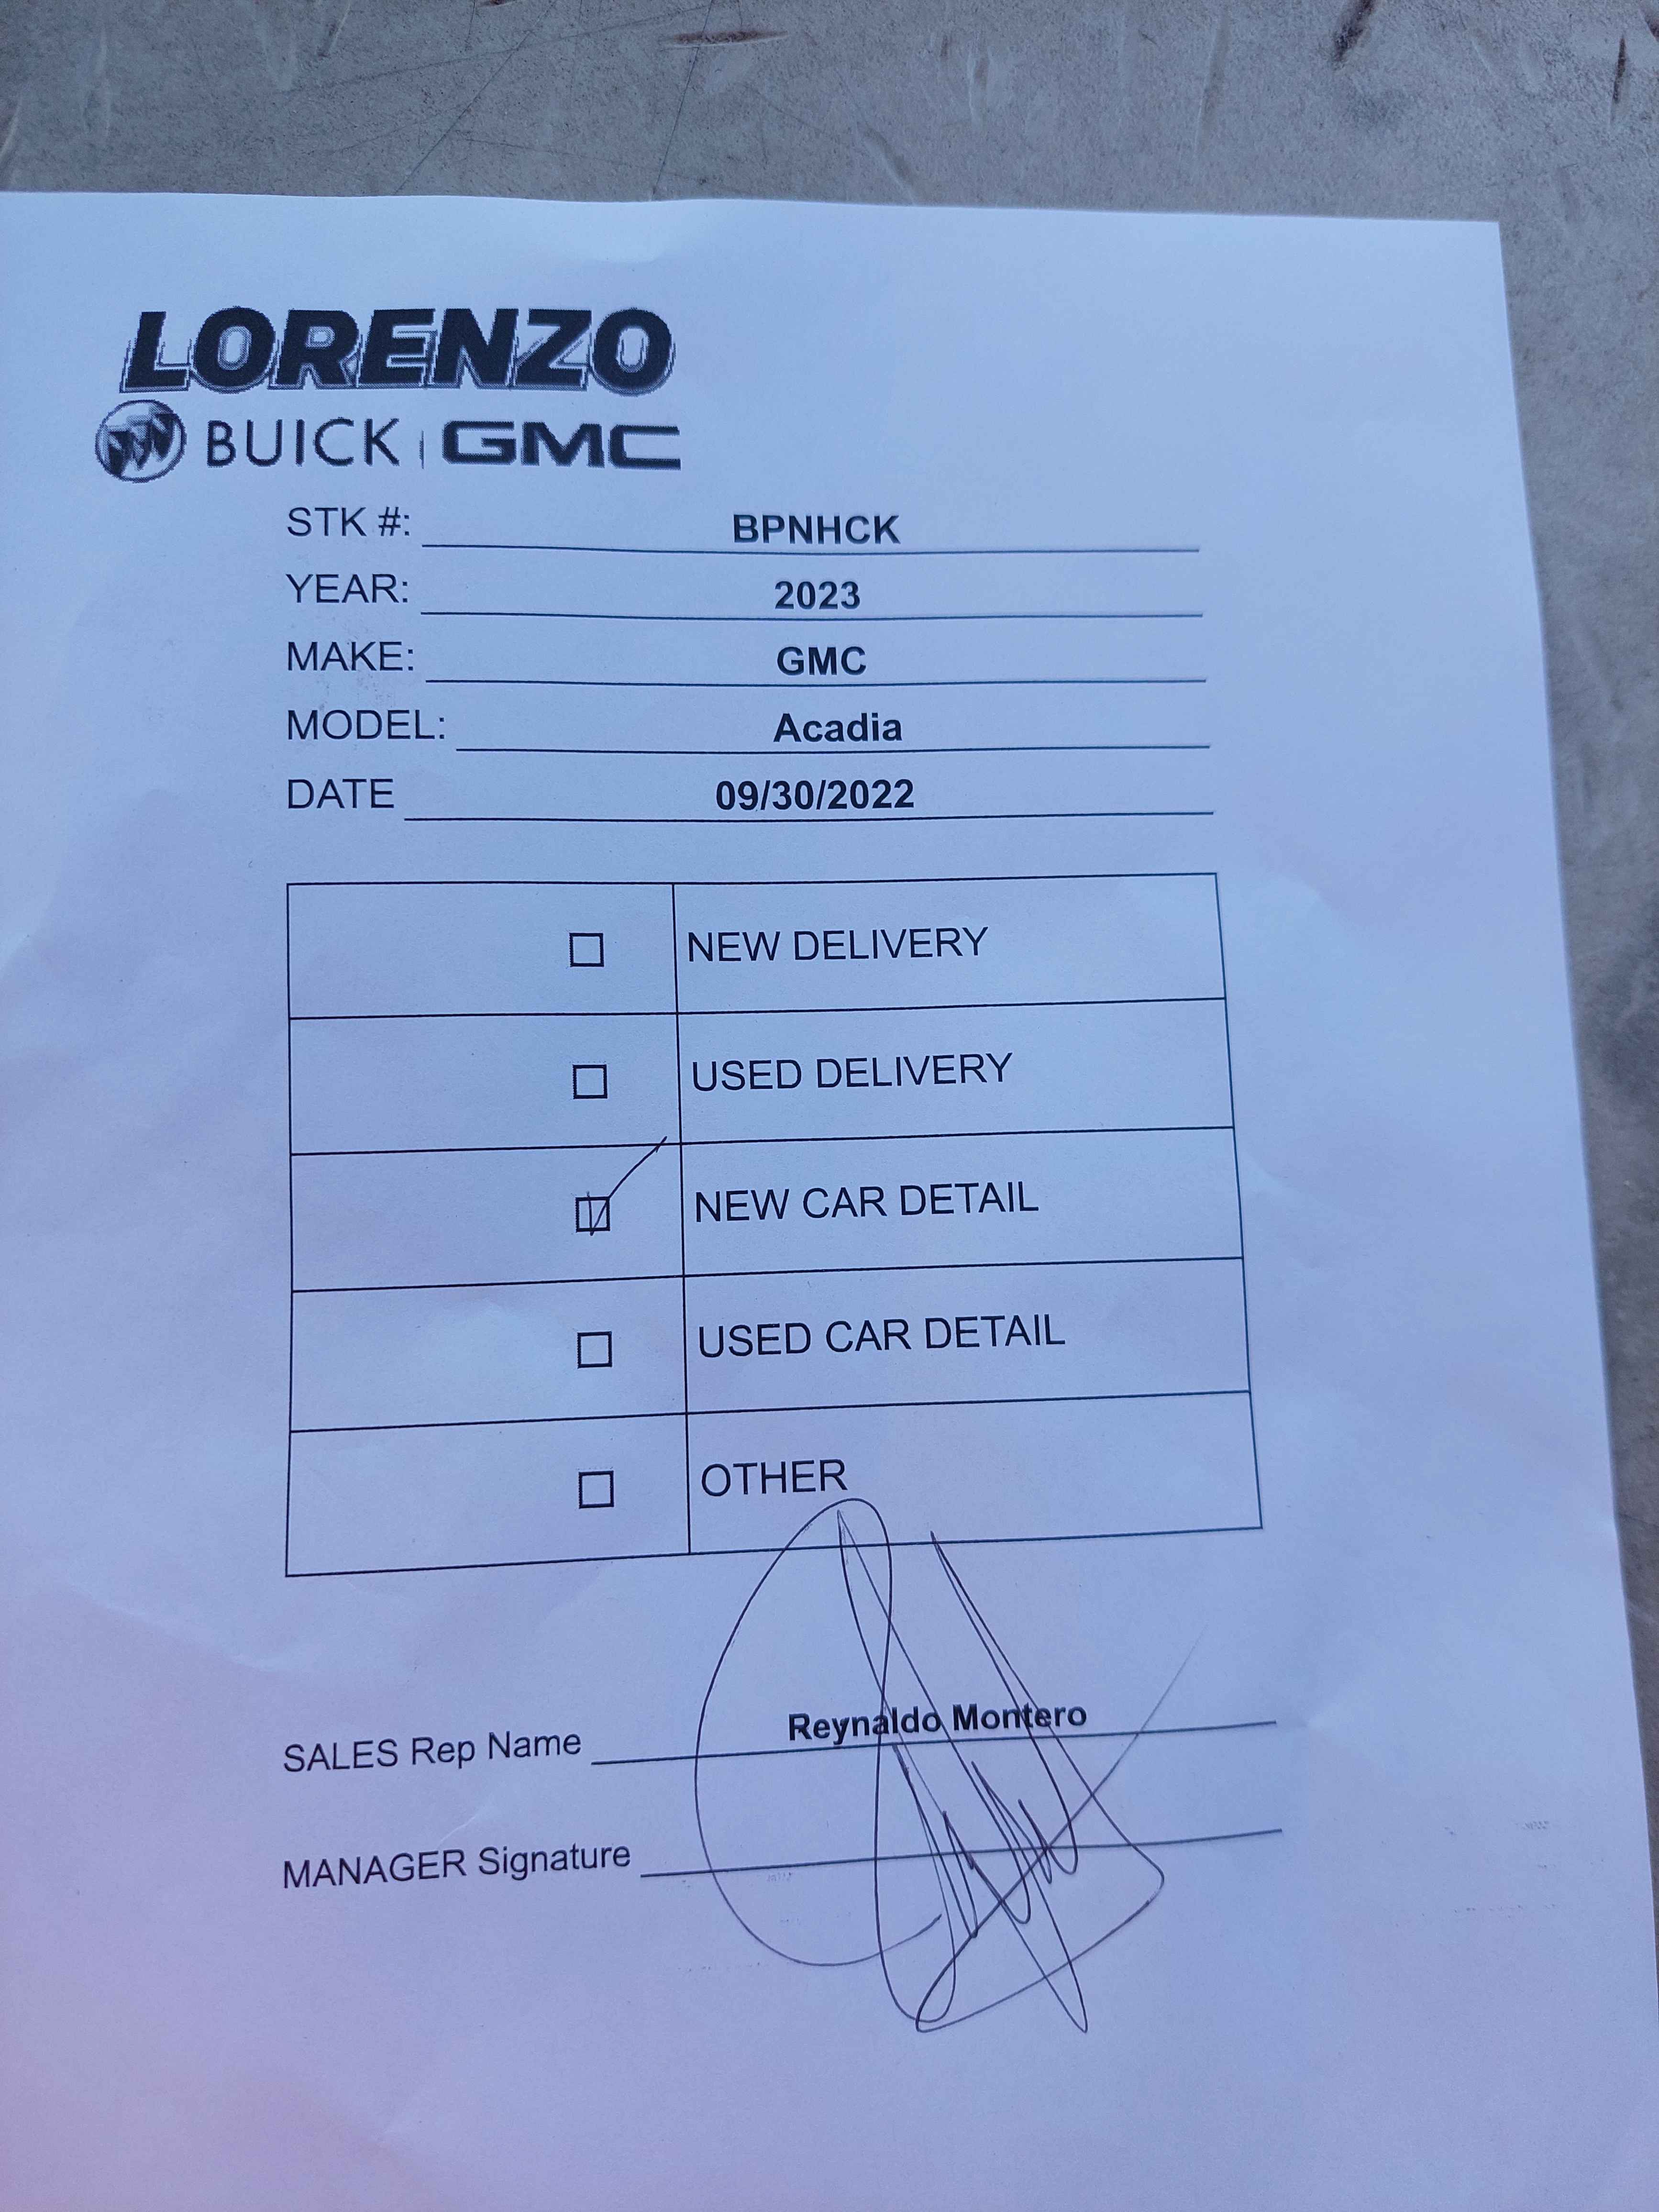 LORENZO
BUICK | GMC
STK #: BPNHCK
YEAR: 2023
MAKE: GMC
MODEL: Acadia
DATE 09/30/2022
NEW DELIVERY
USED DELIVERY
NEW CAR DETAIL
USED CAR DETAIL
OTHER
SALES Rep Name Reynaldo Montero
MANAGER Signature